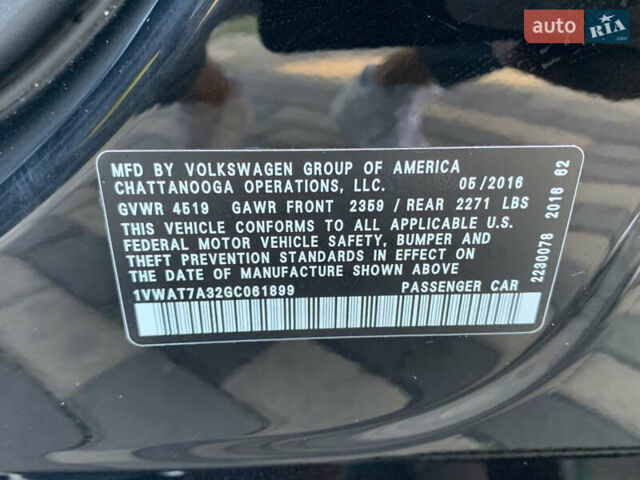 auto RIA .com
MFD BY VOLKSWAGEN GROUP OF AMERICA
CHATTANOOGA OPERATIONS, LLC. 05/2016
GVWR 4519 GAWR FRONT 2359 / REAR 2271 LBS
THIS VEHICLE CONFORMS TO ALL APPLICABLE U.S.
FEDERAL MOTOR VEHICLE SAFETY, BUMPER AND
THEFT PREVENTION STANDARDS IN EFFECT ON
THE DATE OF MANUFACTURE SHOWN ABOVE
1VWAT7A32GC061899 PASSENGER CAR
2230078 2016 62